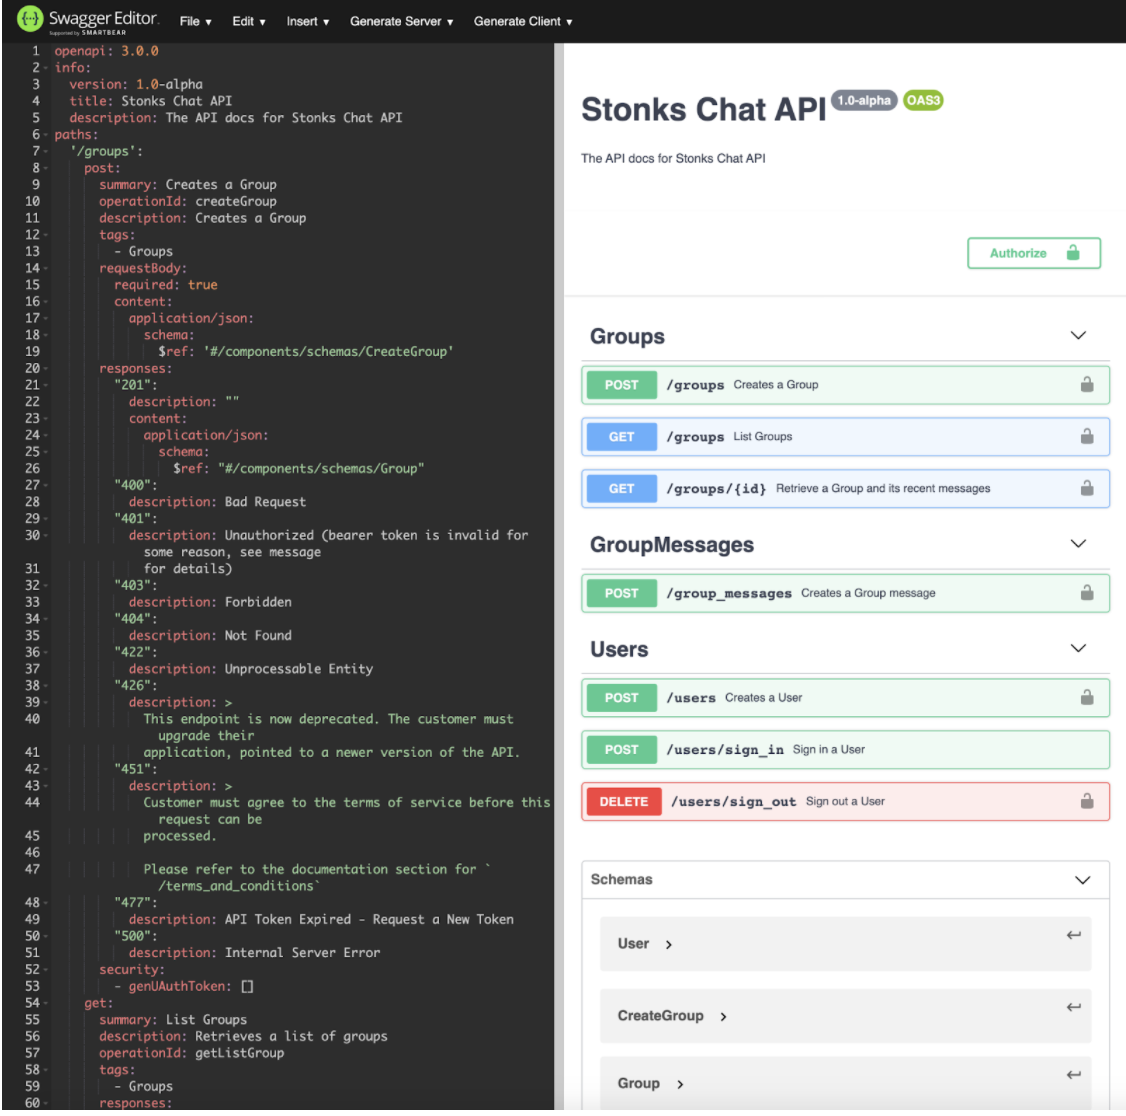 Swagger Editor.
Supported by SMARTBEAR
File ▾ Edit ▾ Insert ▾ Generate Server ▾ Generate Client ▾
1 openapi: 3.0.0
2 info:
3 version: 1.0-alpha
4 title: Stonks Chat API
5 description: The API docs for Stonks Chat API
6 paths:
7 '/groups':
8 post:
9 summary: Creates a Group
10 operationId: createGroup
11 description: Creates a Group
12 tags:
13 - Groups
14 requestBody:
15 required: true
16 content:
17 application/json:
18 schema:
19 $ref: '#/components/schemas/CreateGroup'
20 responses:
21 "201":
22 description: ""
23 content:
24 application/json:
25 schema:
26 $ref: "#/components/schemas/Group"
27 "400":
28 description: Bad Request
29 "401":
30 description: Unauthorized (bearer token is invalid for
some reason, see message
31 for details)
32 "403":
33 description: Forbidden
34 "404":
35 description: Not Found
36 "422":
37 description: Unprocessable Entity
38 "426":
39 description: >
40 This endpoint is now deprecated. The customer must
upgrade their
41 application, pointed to a newer version of the API.
42 "451":
43 description: >
44 Customer must agree to the terms of service before this
request can be
45 processed.
46
47 Please refer to the documentation section for `
/terms_and_conditions`
48 "477":
49 description: API Token Expired - Request a New Token
50 "500":
51 description: Internal Server Error
52 security:
53 - genUAuthToken: []
54 get:
55 summary: List Groups
56 description: Retrieves a list of groups
57 operationId: getListGroup
58 tags:
59 - Groups
60 responses:
Stonks Chat API 1.0-alpha OAS3
The API docs for Stonks Chat API
Authorize
Groups
POST /groups Creates a Group
GET /groups List Groups
GET /groups/{id} Retrieve a Group and its recent messages
GroupMessages
POST /group_messages Creates a Group message
Users
POST /users Creates a User
POST /users/sign_in Sign in a User
DELETE /users/sign_out Sign out a User
Schemas
User >
CreateGroup >
Group >